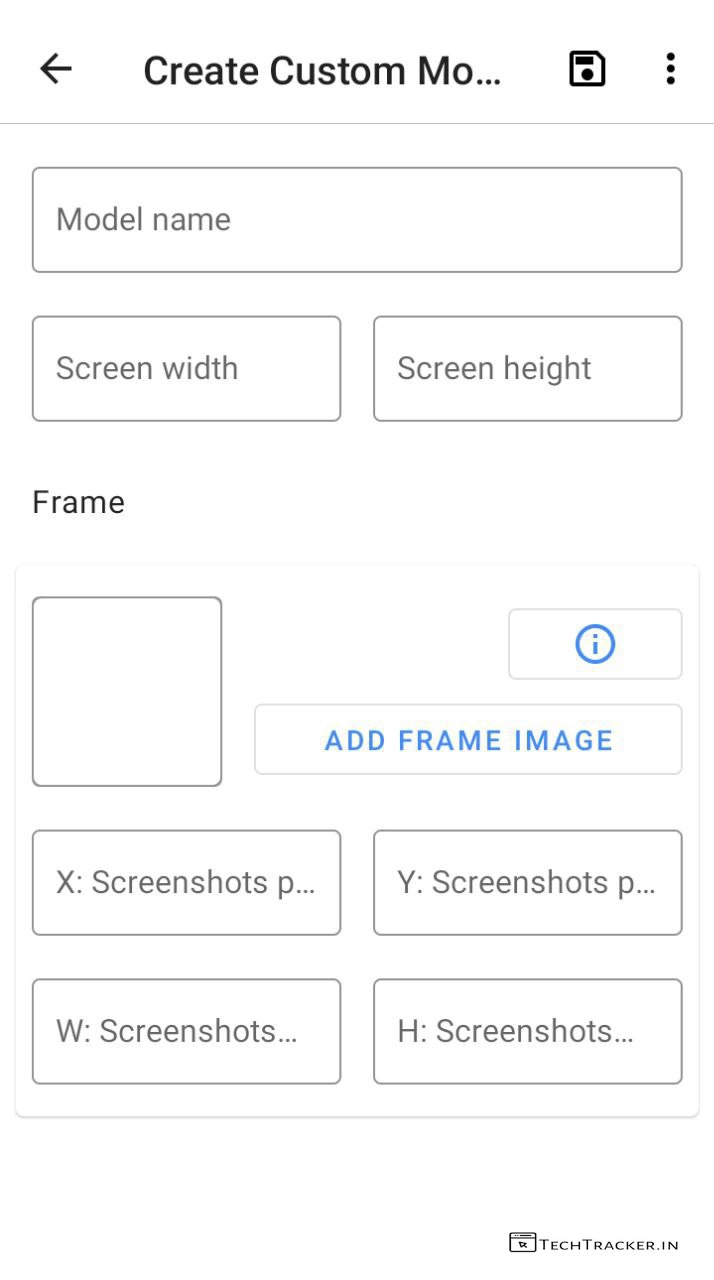 Create Custom Mo...
Model name
Screen width
Screen height
Frame
ADD FRAME IMAGE
X: Screenshots p...
Y: Screenshots p...
W: Screenshots...
H: Screenshots...
TECHTRACKER.IN